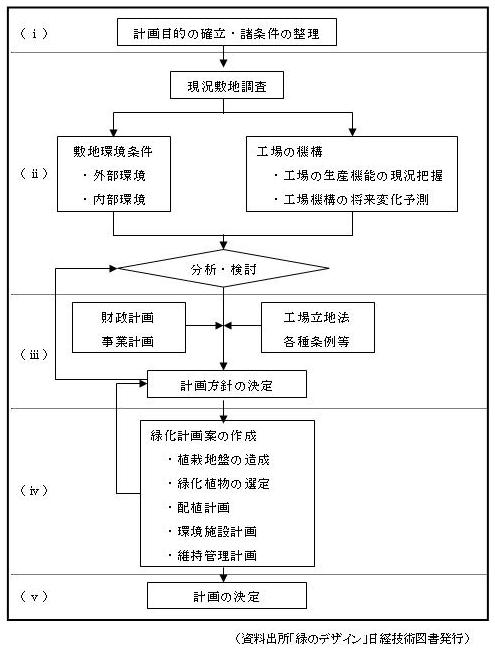 （ⅰ）
計画目的の確立・諸条件の整理
現況敷地調査
（ⅱ）
敷地環境条件
・外部環境
・内部環境
工場の機構
・工場の生産機能の現況把握
・工場機構の将来変化予測
分析・検討
（ⅲ）
財政計画
事業計画
工場立地法
各種条例等
計画方針の決定
（ⅳ）
緑化計画案の作成
・植栽地盤の造成
・緑化植物の選定
・配植計画
・環境施設計画
・維持管理計画
（ⅴ）
計画の決定
（資料出所「緑のデザイン」日経技術図書発行）